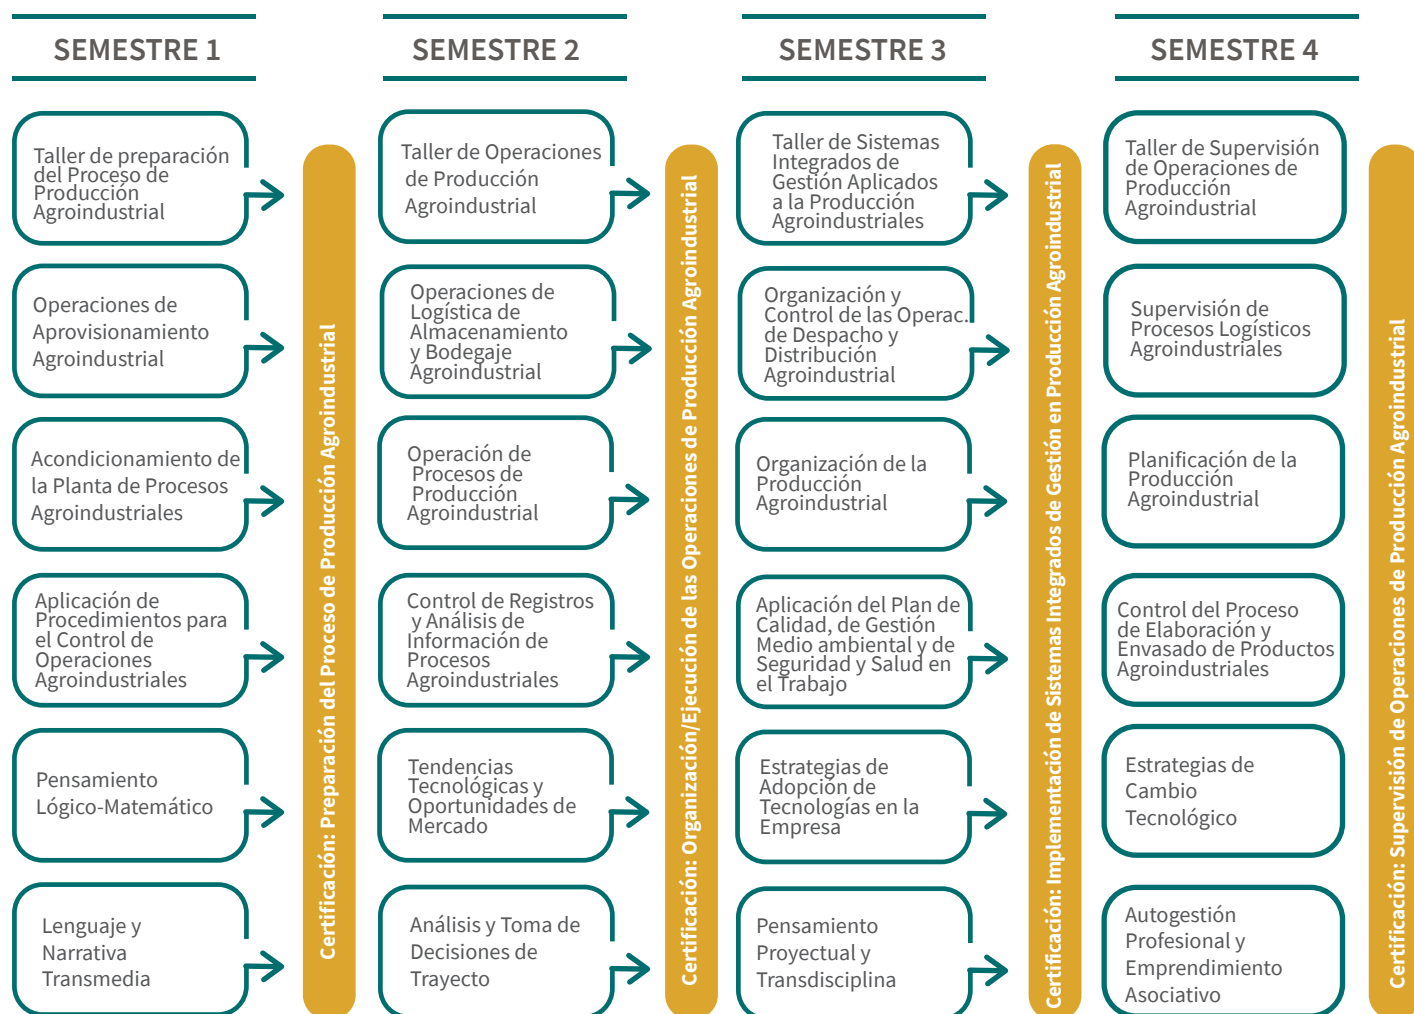 SEMESTRE 1
Taller de preparación
del Proceso de
Producción
Agroindustrial
Operaciones de
Aprovisionamiento
Agroindustrial
Acondicionamiento de
la Planta de Procesos
Agroindustriales
Aplicación de
Procedimientos para
el Control de
Operaciones
Agroindustriales
Pensamiento
Lógico-Matemático
Lenguaje y
Narrativa
Transmedia
Certificación: Preparación del Proceso de Producción Agroindustrial
SEMESTRE 2
Taller de Operaciones
de Producción
Agroindustrial
Operaciones de
Logística de
Almacenamiento
y Bodegaje
Agroindustrial
Operación de
Procesos de
Producción
Agroindustrial
Control de Registros
y Análisis de
Información de
Procesos
Agroindustriales
Tendencias
Tecnológicas y
Oportunidades de
Mercado
Análisis y Toma de
Decisiones de
Trayecto
Certificación: Organización/Ejecución de las Operaciones de Producción Agroindustrial
SEMESTRE 3
Taller de Sistemas
Integrados de
Gestión Aplicados
a la Producción
Agroindustriales
Organización y
Control de las Operac.
de Despacho y
Distribución
Agroindustrial
Organización de la
Producción
Agroindustrial
Aplicación del Plan de
Calidad, de Gestión
Medio ambiental y de
Seguridad y Salud en
el Trabajo
Estrategias de
Adopción de
Tecnologías en la
Empresa
Pensamiento
Proyectual y
Transdisciplina
Certificación: Implementación de Sistemas Integrados de Gestión en Producción Agroindustrial
SEMESTRE 4
Taller de Supervisión
de Operaciones de
Producción
Agroindustrial
Supervisión de
Procesos Logísticos
Agroindustriales
Planificación de la
Producción
Agroindustrial
Control del Proceso
de Elaboración y
Envasado de Productos
Agroindustriales
Estrategias de
Cambio
Tecnológico
Autogestión
Profesional y
Emprendimiento
Asociativo
Certificación: Supervisión de Operaciones de Producción Agroindustrial